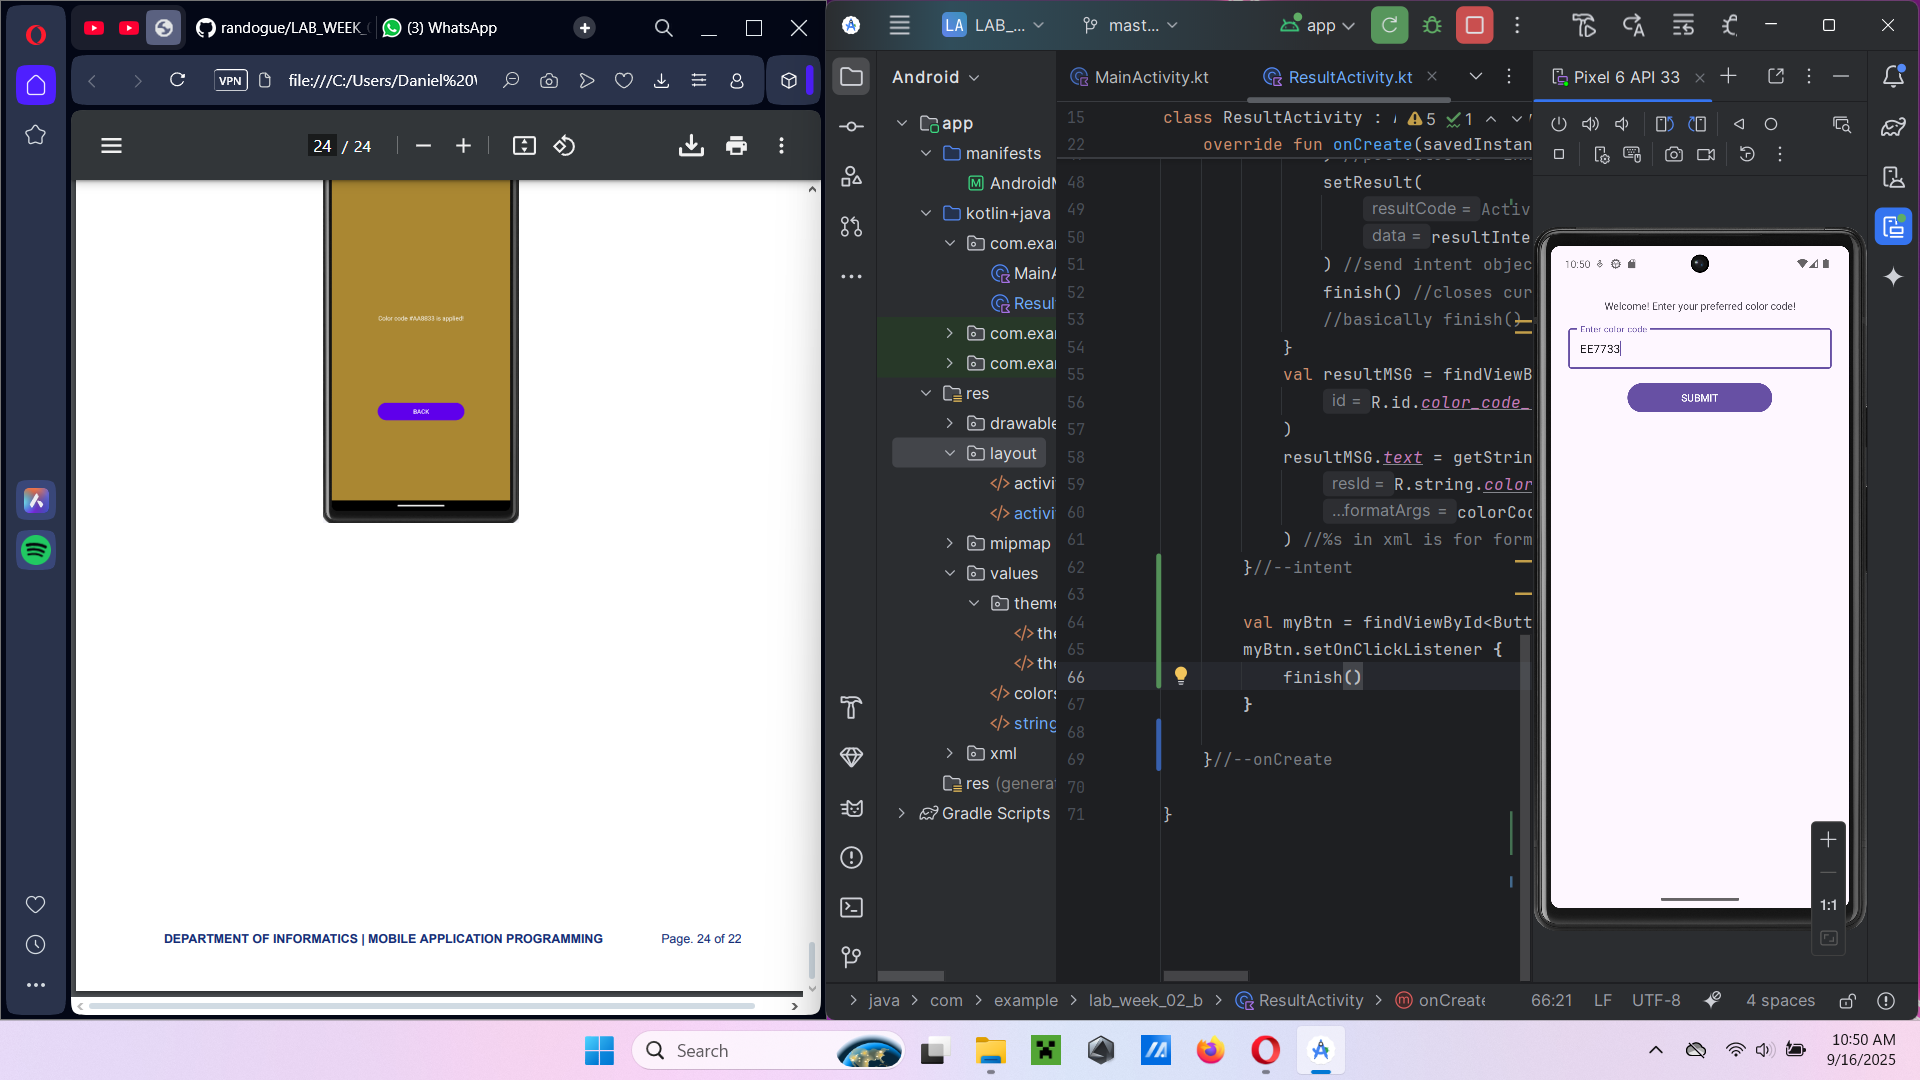 randogue/LAB_WEEK_
(3) WhatsApp
VPN
file:///C:/Users/Daniel%20
24 / 24
Color code #AA8833 is applied!
BACK
DEPARTMENT OF INFORMATICS | MOBILE APPLICATION PROGRAMMING
Page. 24 of 22
LA
LAB_...
mast...
app
Android
app
manifests
AndroidM
kotlin+java
com.exam
MainA
Resul
com.exam
com.exam
res
drawable
layout
activi
activi
mipmap
values
theme
the
the
colors
string
xml
res (genera
Gradle Scripts
MainActivity.kt
ResultActivity.kt
15 class ResultActivity :
5
1
22 override fun onCreate(savedInstan
48 setResult(
49 resultCode = Activ
50 data = resultInte
51 ) //send intent objec
52 finish() //closes cur
53 //basically finish()
54 }
55 val resultMSG = findViewB
56 id = R.id.color_code_
57 )
58 resultMSG.text = getStrin
59 resId = R.string.color
60 ...formatArgs = colorCod
61 ) //%s in xml is for form
62 }//--intent
63
64 val myBtn = findViewById<Butt
65 myBtn.setOnClickListener {
66 finish()
67 }
68
69 }//--onCreate
70
71 }
Pixel 6 API 33
10:50
Welcome! Enter your preferred color code!
Enter color code
EE7733
SUBMIT
1:1
java
com
example
lab_week_02_b
ResultActivity
onCreate
66:21
LF
UTF-8
4 spaces
Search
10:50 AM
9/16/2025